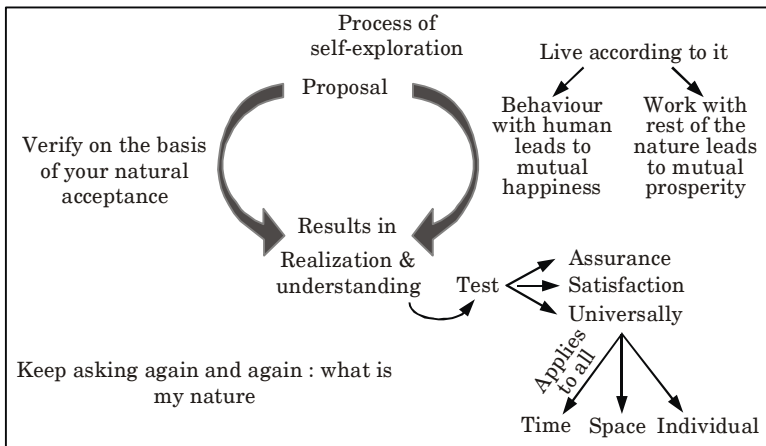 Process of
self-exploration
Proposal
Verify on the basis
of your natural
acceptance
Live according to it
Behaviour
with human
leads to
mutual
happiness
Work with
rest of the
nature leads
to mutual
prosperity
Results in
Realization &
understanding
Test
Assurance
Satisfaction
Universally
Applies
to all
Time
Space
Individual
Keep asking again and again : what is
my nature